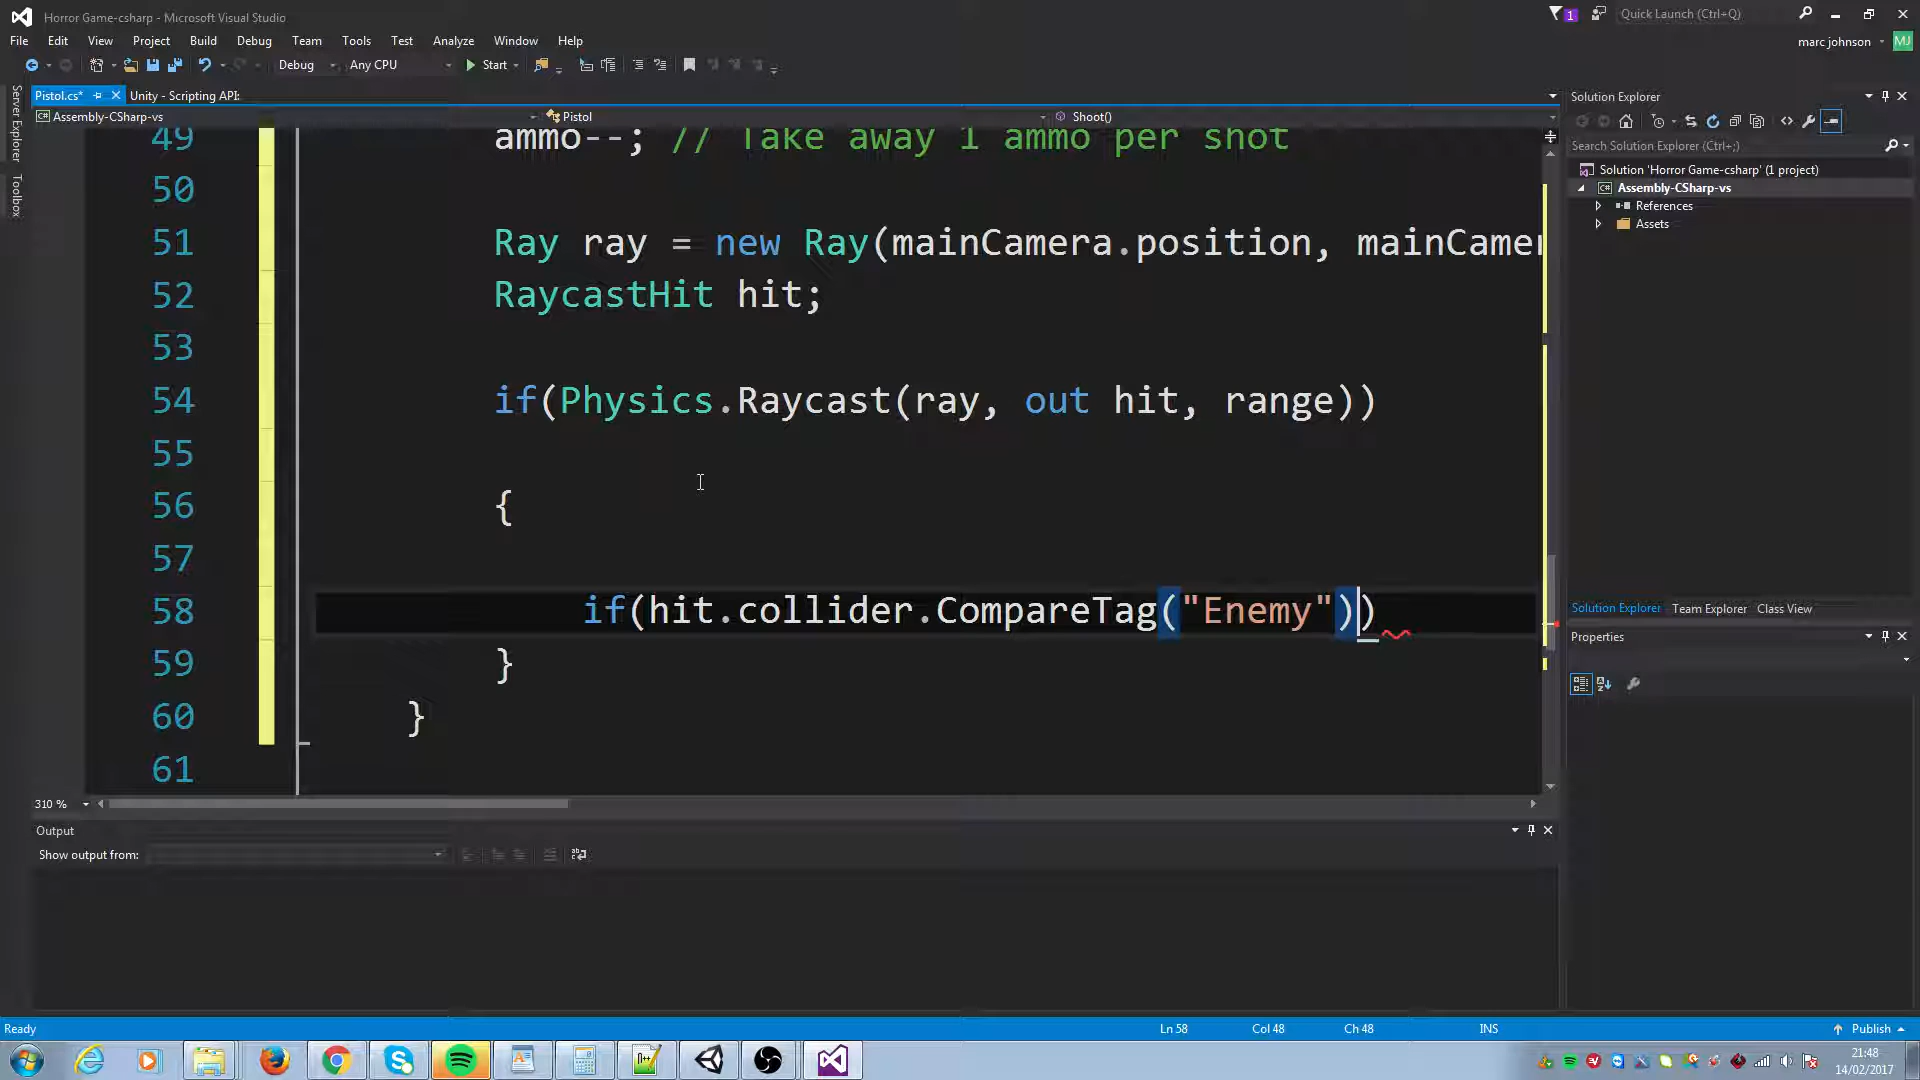 Horror Game-csharp - Microsoft Visual Studio
1
Quick Launch (Ctrl+Q)
File Edit View Project Build Debug Team Tools Test Analyze Window Help
marc johnson
MJ
Debug Any CPU Start
Server Explorer
Toolbox
Pistol.cs* Unity - Scripting API:
Assembly-CSharp-vs Pistol Shoot()
49 ammo--; // Take away 1 ammo per shot
50
51 Ray ray = new Ray(mainCamera.position, mainCamer
52 RaycastHit hit;
53
54 if(Physics.Raycast(ray, out hit, range))
55
56 {
57
58 if(hit.collider.CompareTag("Enemy"))
59 }
60 }
61
310 %
Output
Show output from:
Solution Explorer
Search Solution Explorer (Ctrl+;)
Solution 'Horror Game-csharp' (1 project)
Assembly-CSharp-vs
References
Assets
Solution Explorer Team Explorer Class View
Properties
Ready Ln 58 Col 48 Ch 48 INS Publish
21:48
14/02/2017